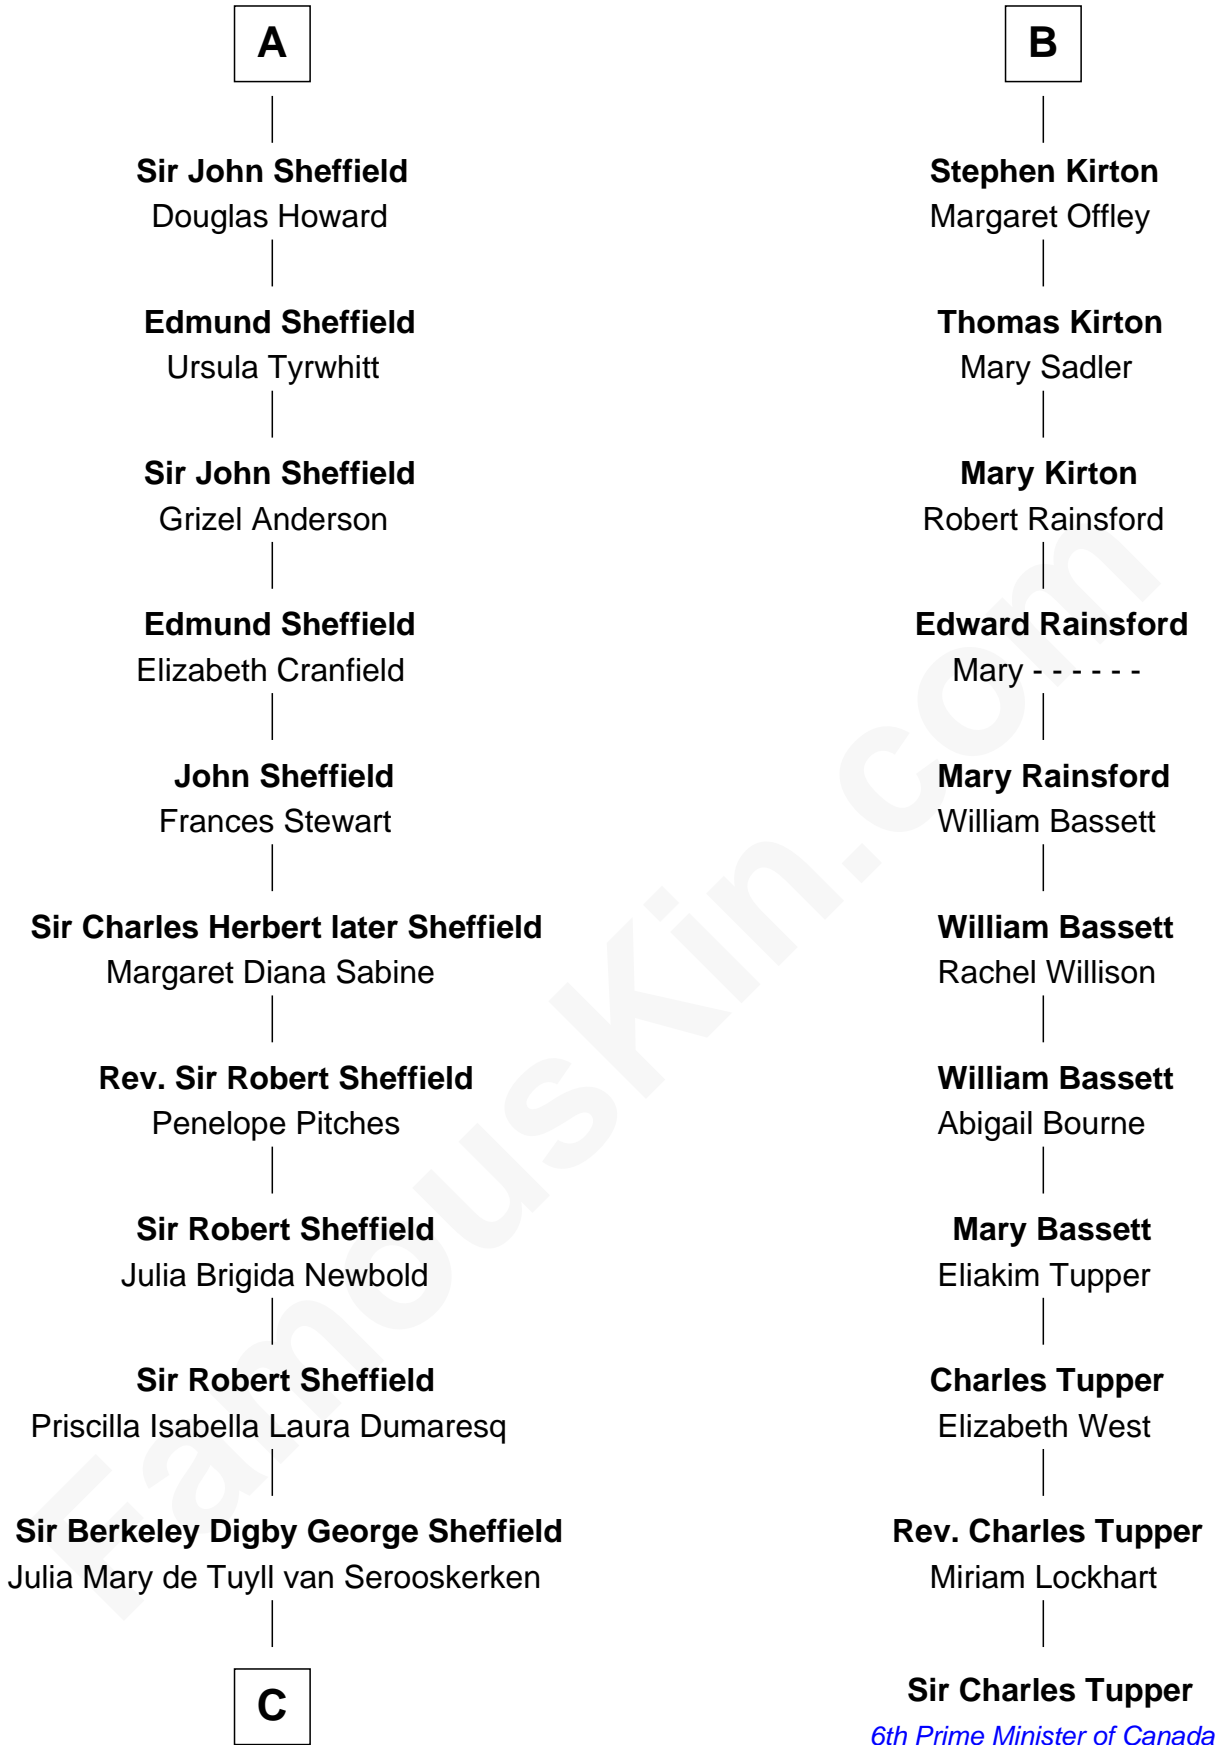 A
Sir John Sheffield
Douglas Howard
Edmund Sheffield
Ursula Tyrwhitt
Sir John Sheffield
Grizel Anderson
Edmund Sheffield
Elizabeth Cranfield
John Sheffield
Frances Stewart
Sir Charles Herbert later Sheffield
Margaret Diana Sabine
Rev. Sir Robert Sheffield
Penelope Pitches
Sir Robert Sheffield
Julia Brigida Newbold
Sir Robert Sheffield
Priscilla Isabella Laura Dumaresq
Sir Berkeley Digby George Sheffield
Julia Mary de Tuyll van Serooskerken
C
B
Stephen Kirton
Margaret Offley
Thomas Kirton
Mary Sadler
Mary Kirton
Robert Rainsford
Edward Rainsford
Mary - - - - - -
Mary Rainsford
William Bassett
William Bassett
Rachel Willison
William Bassett
Abigail Bourne
Mary Bassett
Eliakim Tupper
Charles Tupper
Elizabeth West
Rev. Charles Tupper
Miriam Lockhart
Sir Charles Tupper
6th Prime Minister of Canada
FamousKin.com